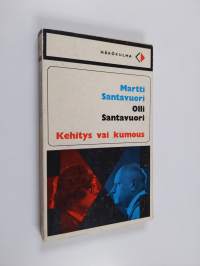 NÄKÖKULMA
Martti
Santavuori
Olli
Santavuori
Kehitys vai kumous